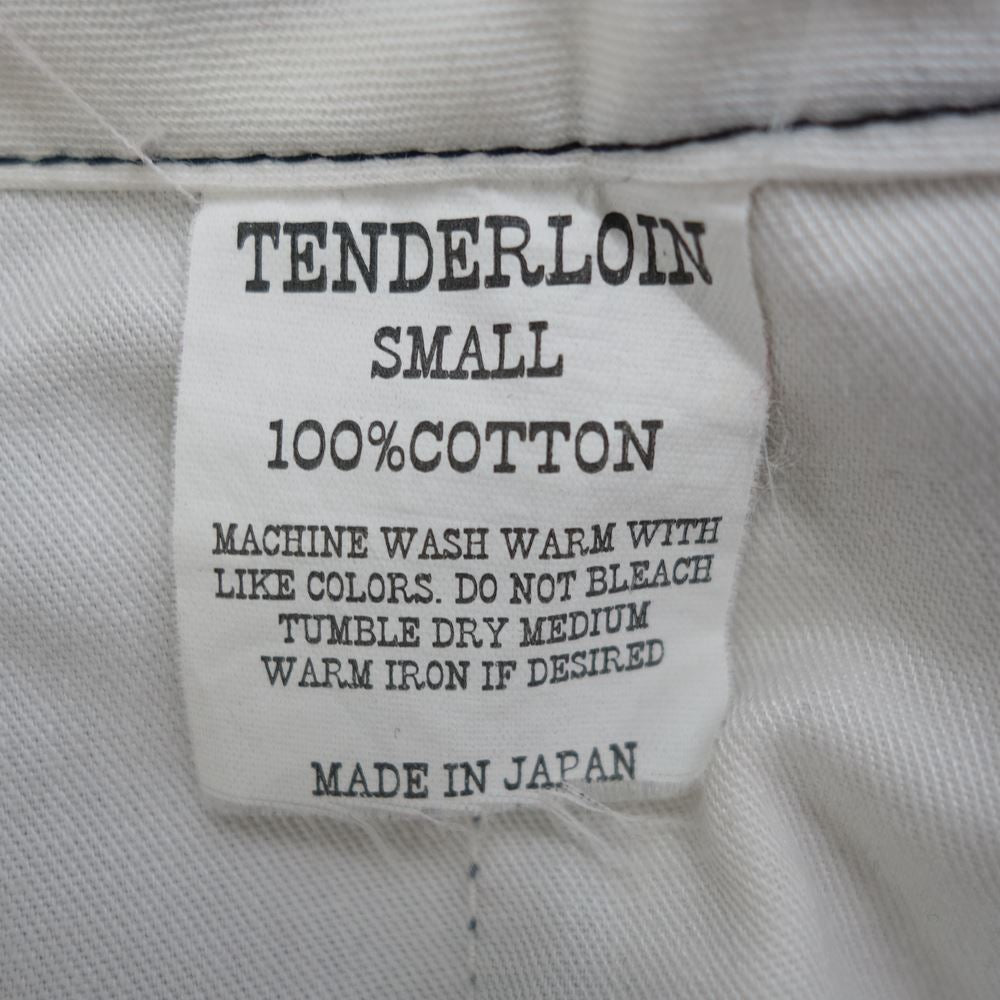 TENDERLOIN
SMALL
100%COTTON
MACHINE WASH WARM WITH
LIKE COLORS. DO NOT BLEACH
TUMBLE DRY MEDIUM
WARM IRON IF DESIRED
MADE IN JAPAN